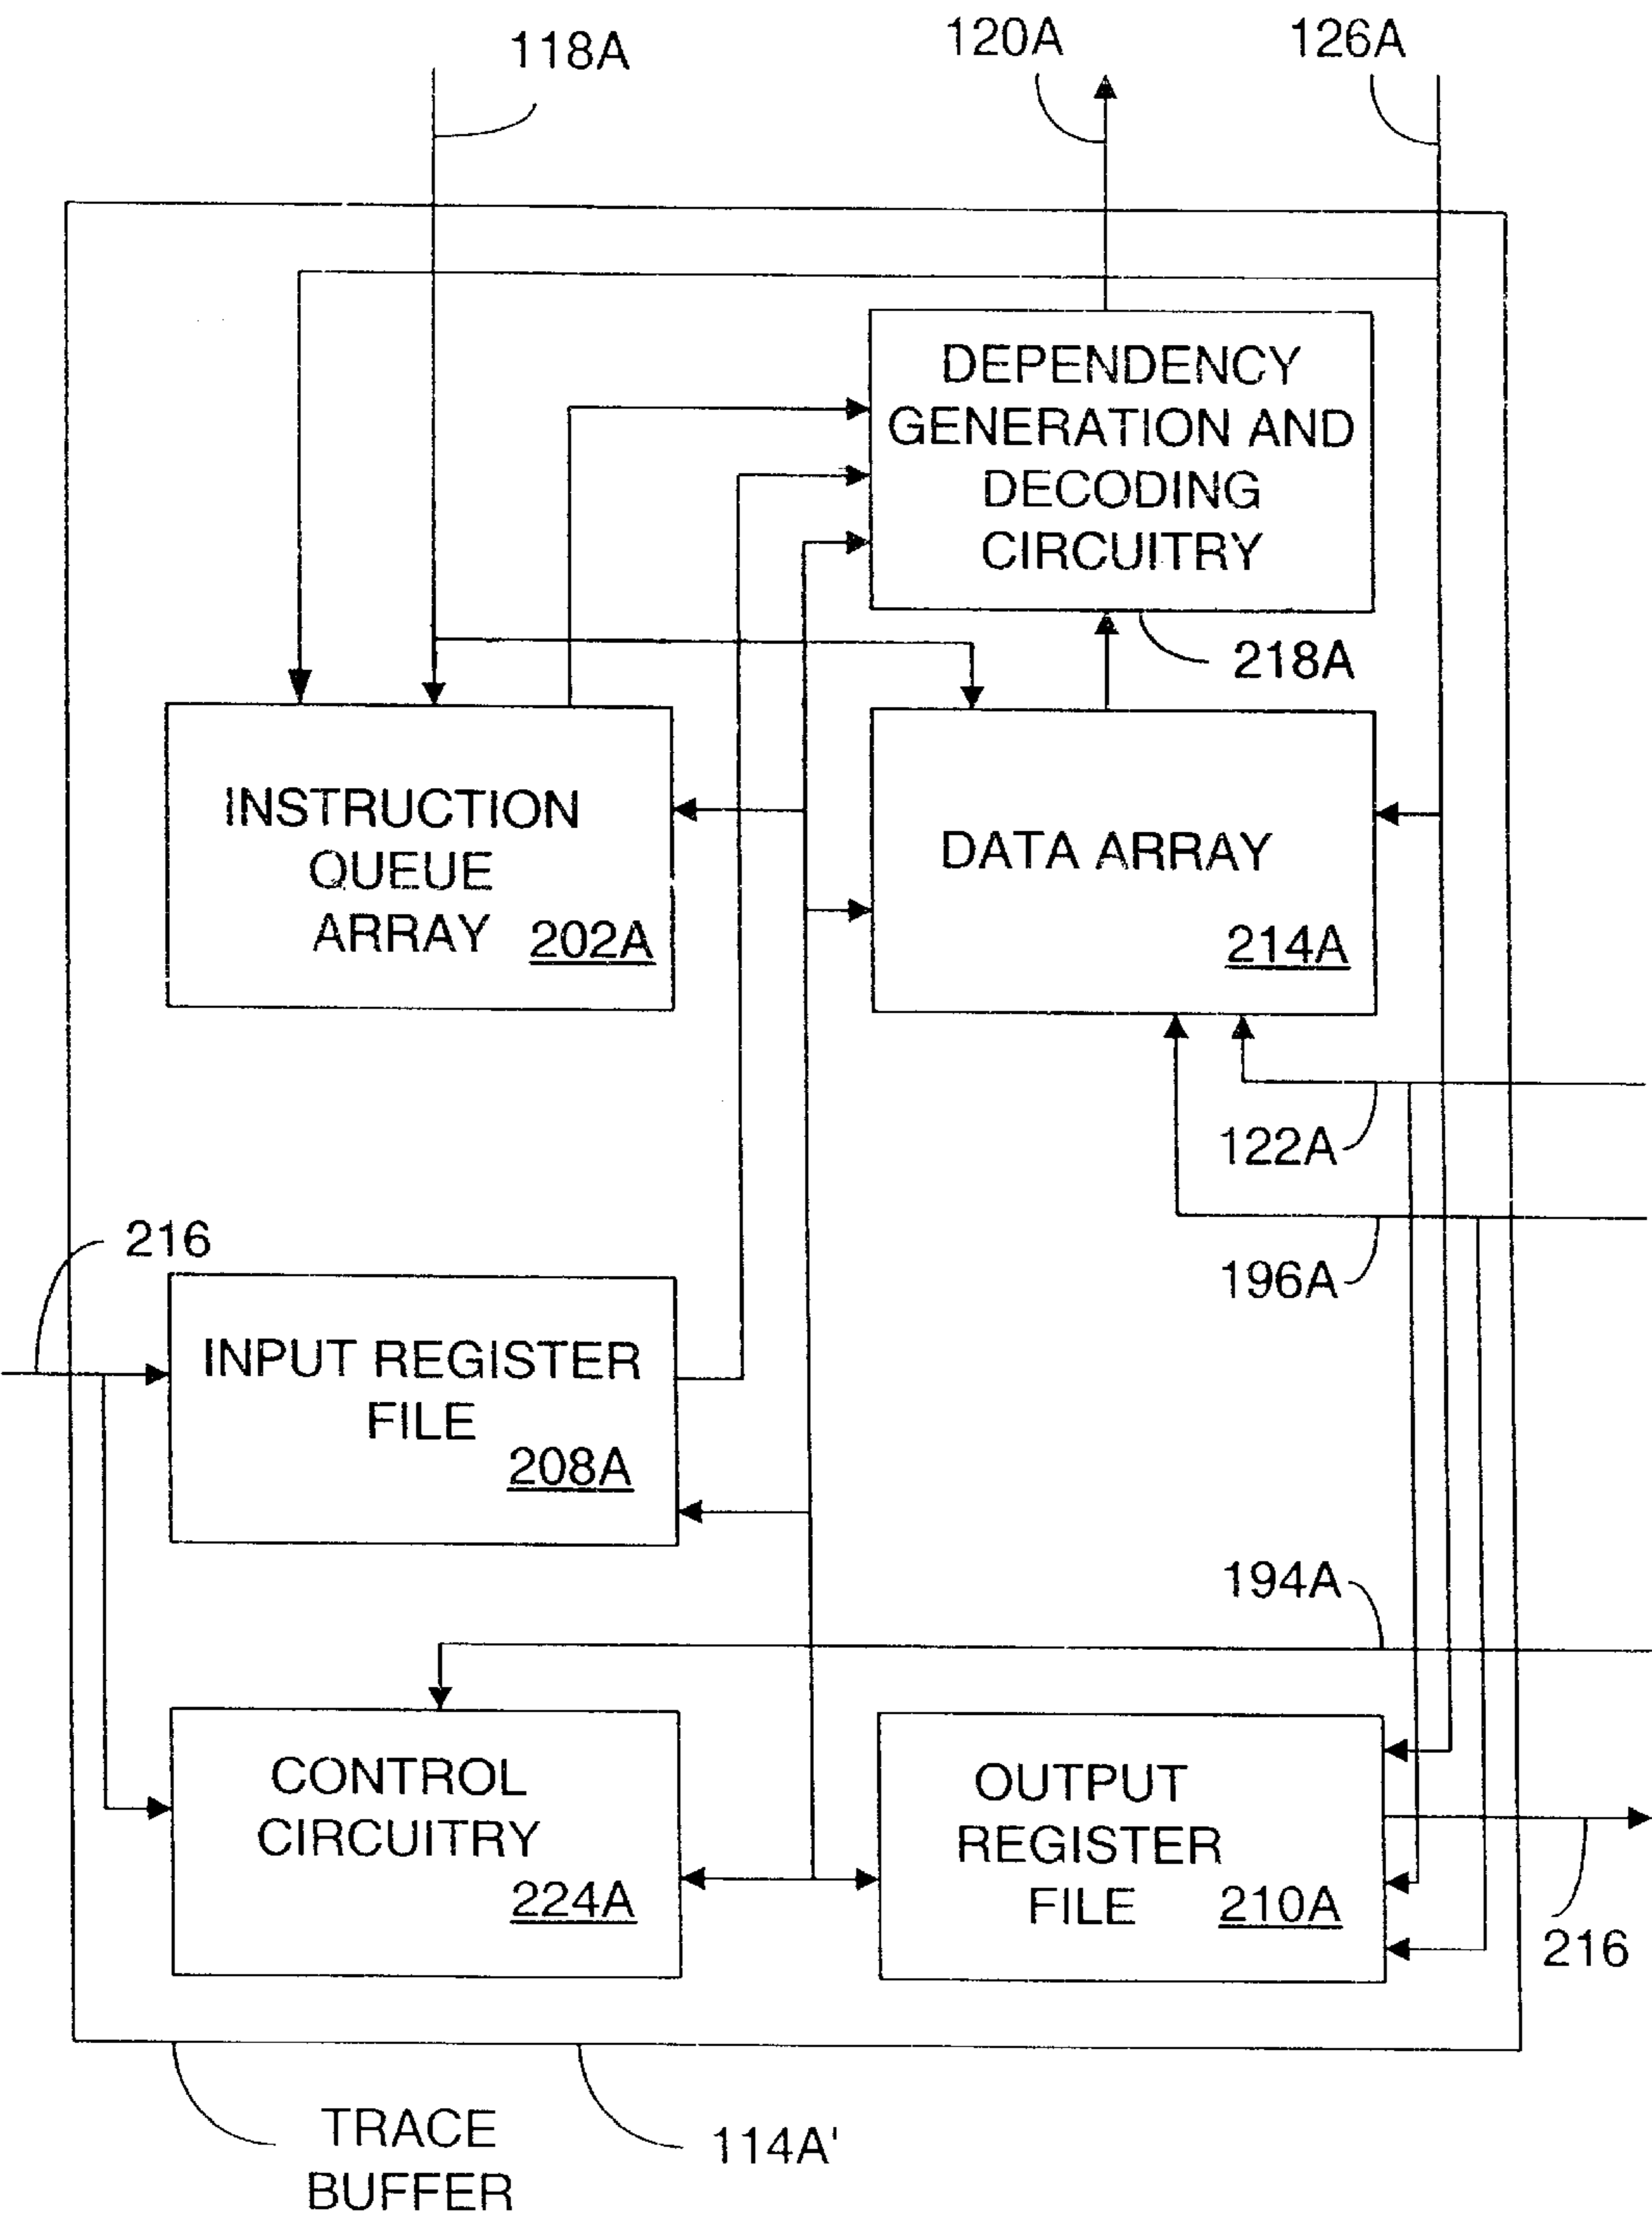 118A
120A
126A
DEPENDENCY
GENERATION AND
DECODING
CIRCUITRY
218A
INSTRUCTION
QUEUE
ARRAY 202A
DATA ARRAY
214A
122A
196A
216
INPUT REGISTER
FILE
208A
194A
CONTROL
CIRCUITRY
224A
OUTPUT
REGISTER
FILE 210A
216
TRACE
BUFFER
114A'